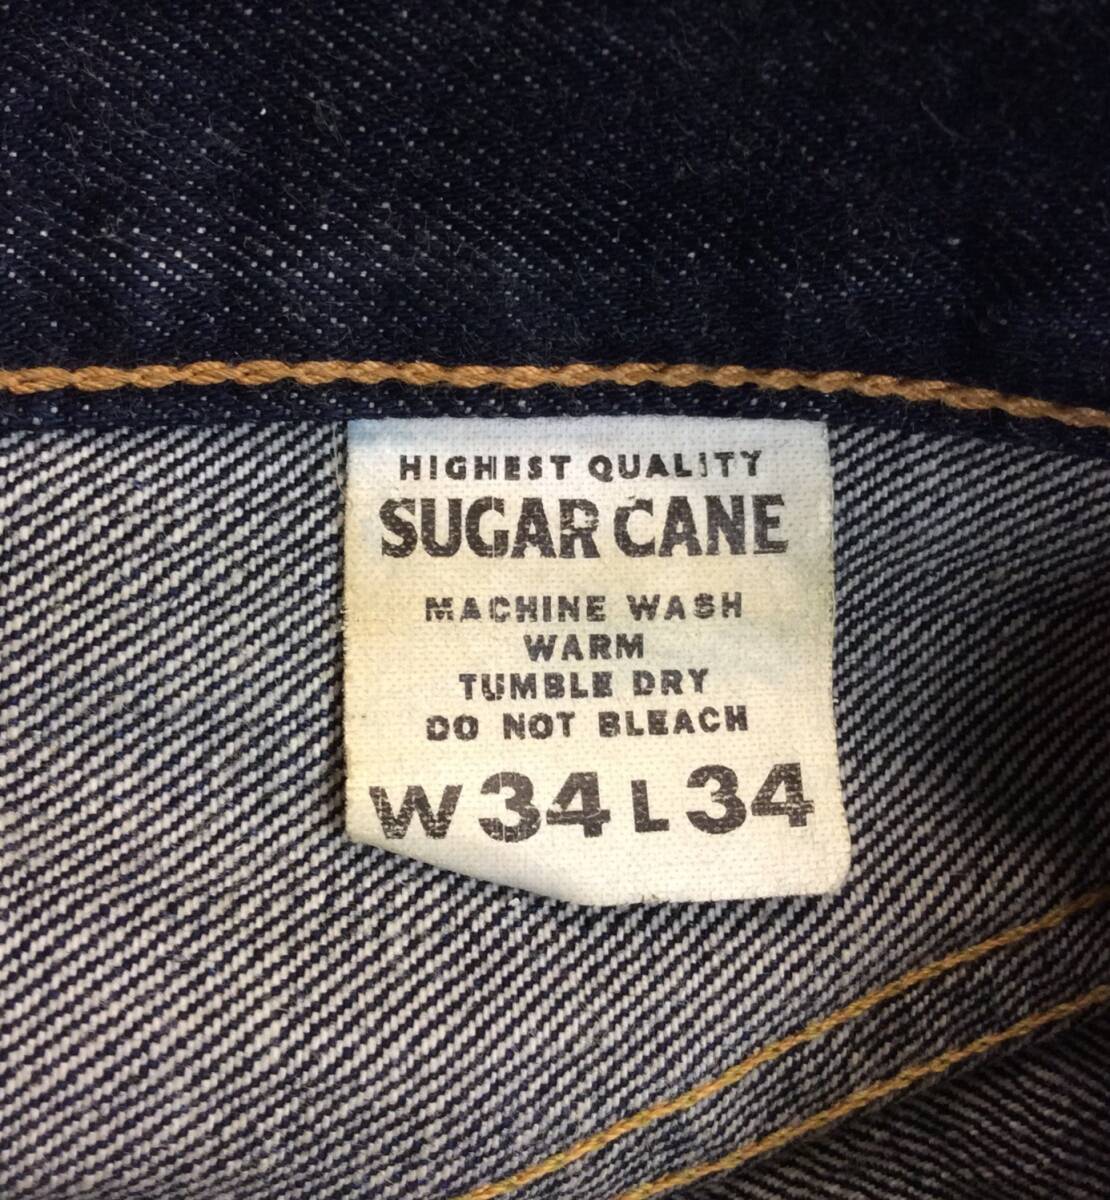 HIGHEST QUALITY
SUGAR CANE
MACHINE WASH
WARM
TUMBLE DRY
DO NOT BLEACH
W 34 L 34